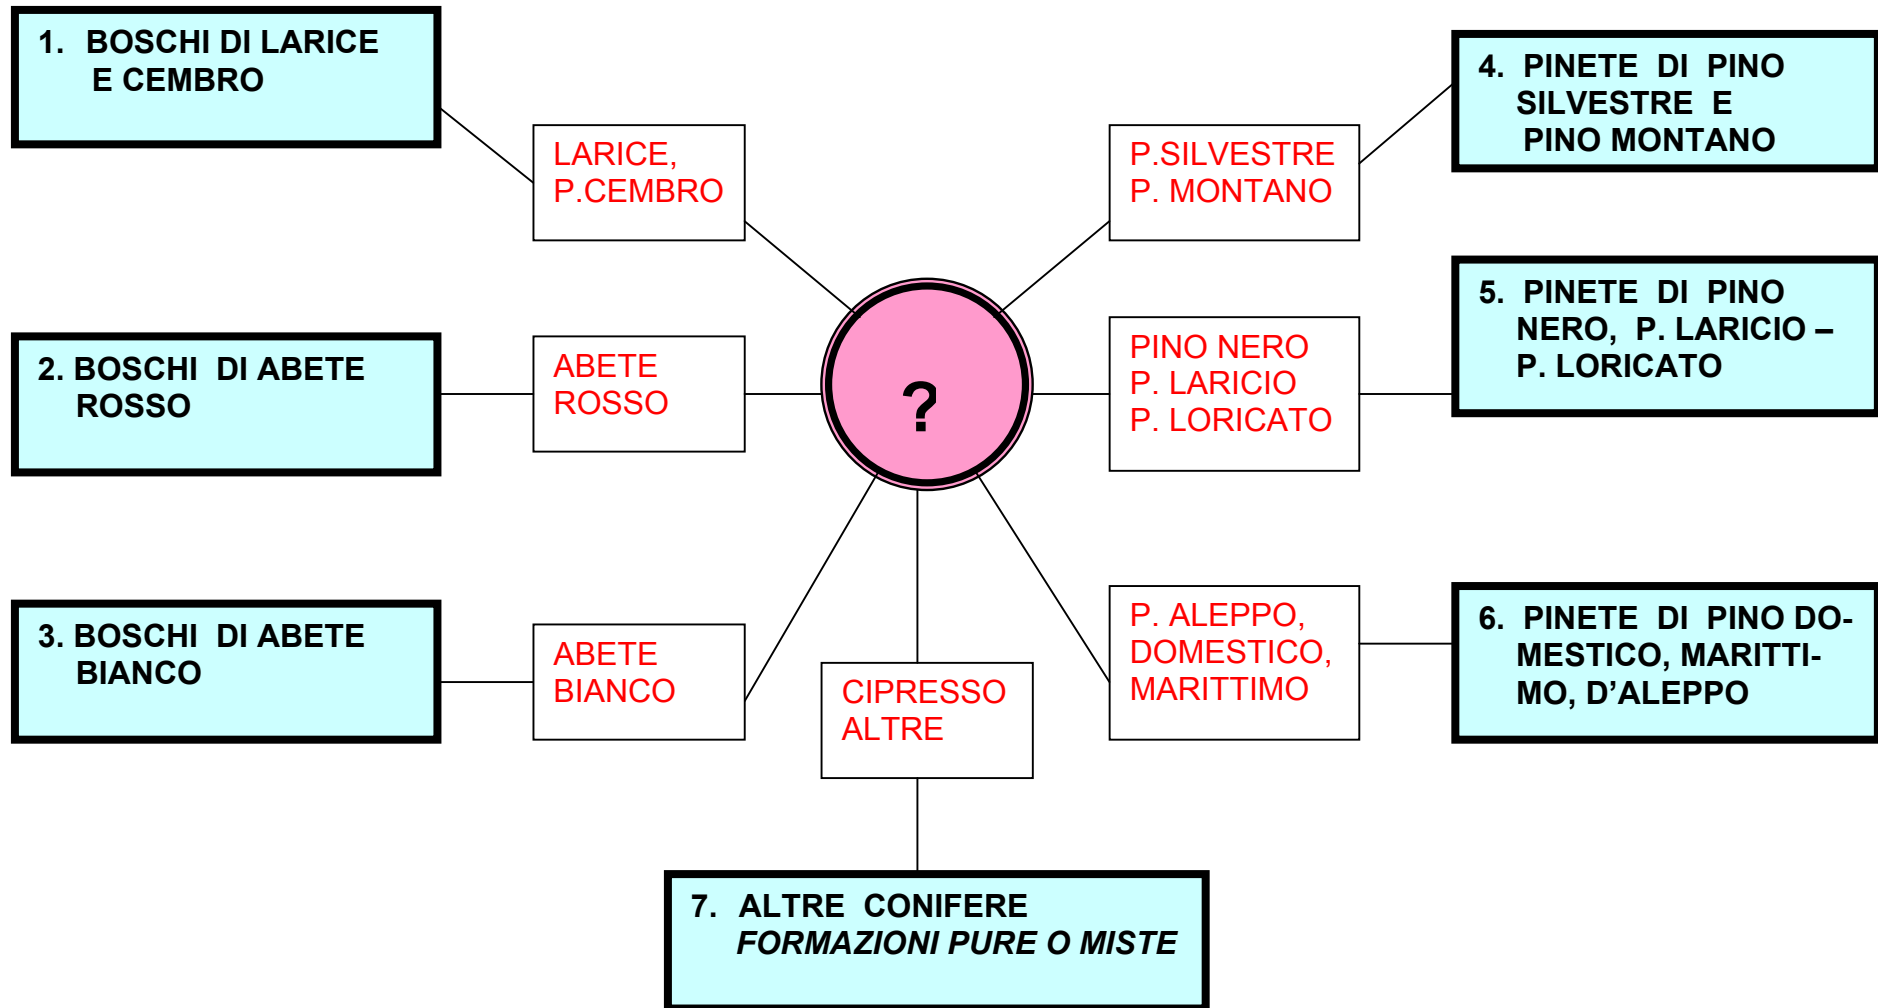 1. BOSCHI DI LARICE
E CEMBRO
LARICE,
P.CEMBRO
P.SILVESTRE
P. MONTANO
4. PINETE DI PINO
SILVESTRE E
PINO MONTANO
2. BOSCHI DI ABETE
ROSSO
ABETE
ROSSO
?
PINO NERO
P. LARICIO
P. LORICATO
5. PINETE DI PINO
NERO, P. LARICIO –
P. LORICATO
3. BOSCHI DI ABETE
BIANCO
ABETE
BIANCO
CIPRESSO
ALTRE
P. ALEPPO,
DOMESTICO,
MARITTIMO
6. PINETE DI PINO DO-
MESTICO, MARITTI-
MO, D'ALEPPO
7. ALTRE CONIFERE
FORMAZIONI PURE O MISTE